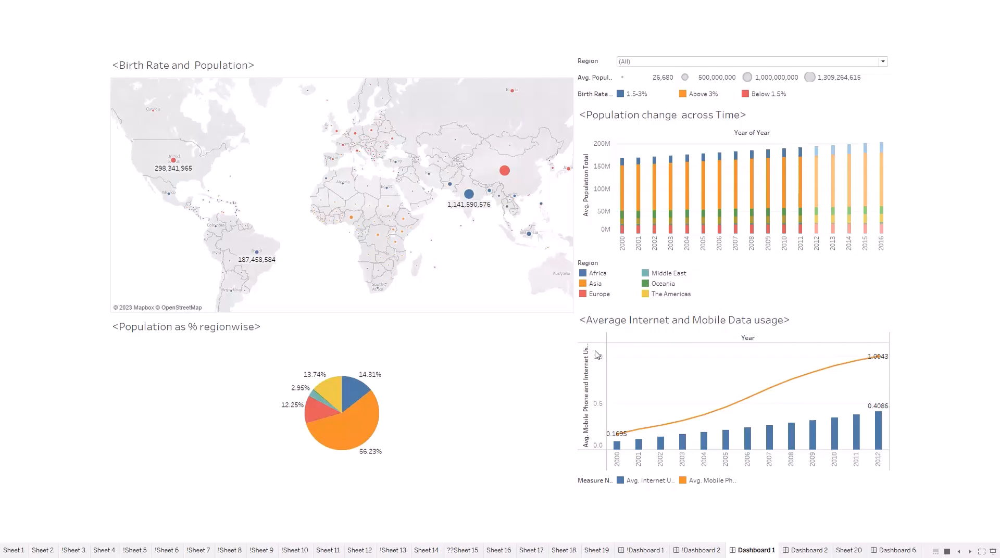 <Birth Rate and Population>
Region
(All)
Avg. Popul..
26,680
500,000,000
1,000,000,000
1,309,264,615
Birth Rate ..
1.5-3%
Above 3%
Below 1.5%
Canada
United
298,341,965
Mexico
Colombia
Peru
Brazil
187,458,584
Argentina
Russia
France
Spain
Turkey
Iran
Algeria
Egypt
1,141,590,576
Indonesia
South
Africa
Australia
© 2023 Mapbox © OpenStreetMap
<Population change across Time>
Year of Year
Avg. Population Total
200M
150M
100M
50M
0M
2000 2001 2002 2003 2004 2005 2006 2007 2008 2009 2010 2011 2012 2013 2014 2015 2016
Region
Africa
Middle East
Asia
Oceania
Europe
The Americas
<Population as % regionwise>
13.74%
14.31%
2.95%
12.25%
56.23%
<Average Internet and Mobile Data usage>
Year
Avg. Mobile Phone and Internet Us..
1.0043
0.5
0.4086
0.1695
0.0
2000 2001 2002 2003 2004 2005 2006 2007 2008 2009 2010 2011 2012
Measure N..
Avg. Internet U..
Avg. Mobile Ph..
Sheet 1
Sheet 2
!Sheet 3
Sheet 4
!Sheet 5
!Sheet 6
!Sheet 7
!Sheet 8
!Sheet 9
!Sheet 10
Sheet 11
Sheet 12
!Sheet 13
Sheet 14
??Sheet 15
Sheet 16
Sheet 17
Sheet 18
Sheet 19
!Dashboard 1
!Dashboard 2
Dashboard 1
Dashboard 2
Sheet 20
Dashboard 6